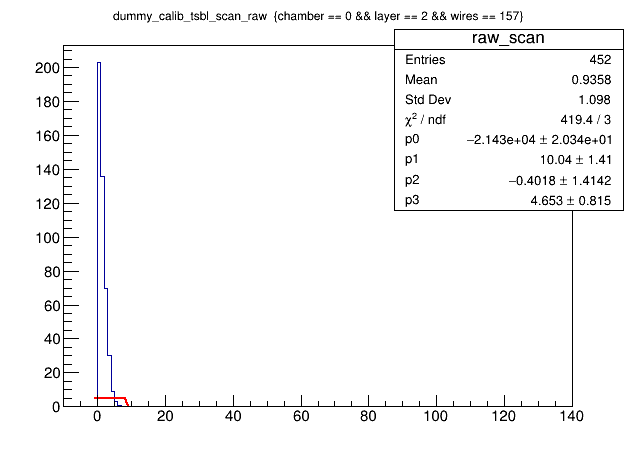 dummy_calib_tsbl_scan_raw {chamber == 0 && layer == 2 && wires == 157}
raw_scan
Entries 452
Mean 0.9358
Std Dev 1.098
χ² / ndf 419.4 / 3
p0 −2.143e+04 ± 2.034e+01
p1 10.04 ± 1.41
p2 −0.4018 ± 1.4142
p3 4.653 ± 0.815
200
180
160
140
120
100
80
60
40
20
0
0 20 40 60 80 100 120 140